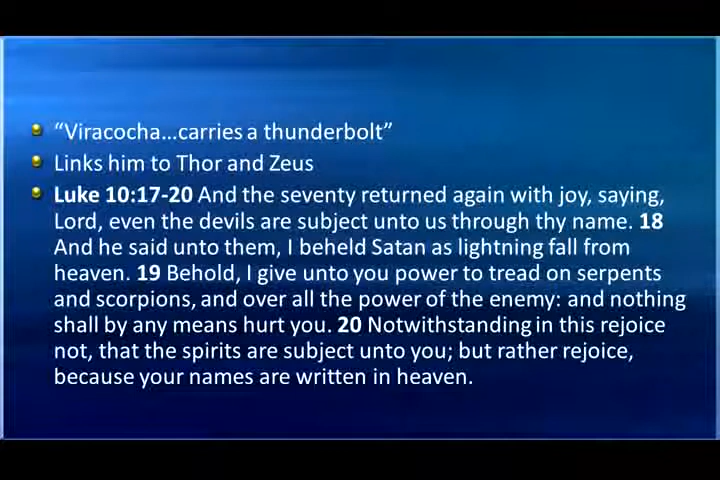 “Viracocha…carries a thunderbolt”
Links him to Thor and Zeus
Luke 10:17-20 And the seventy returned again with joy, saying,
Lord, even the devils are subject unto us through thy name. 18
And he said unto them, I beheld Satan as lightning fall from
heaven. 19 Behold, I give unto you power to tread on serpents
and scorpions, and over all the power of the enemy: and nothing
shall by any means hurt you. 20 Notwithstanding in this rejoice
not, that the spirits are subject unto you; but rather rejoice,
because your names are written in heaven.